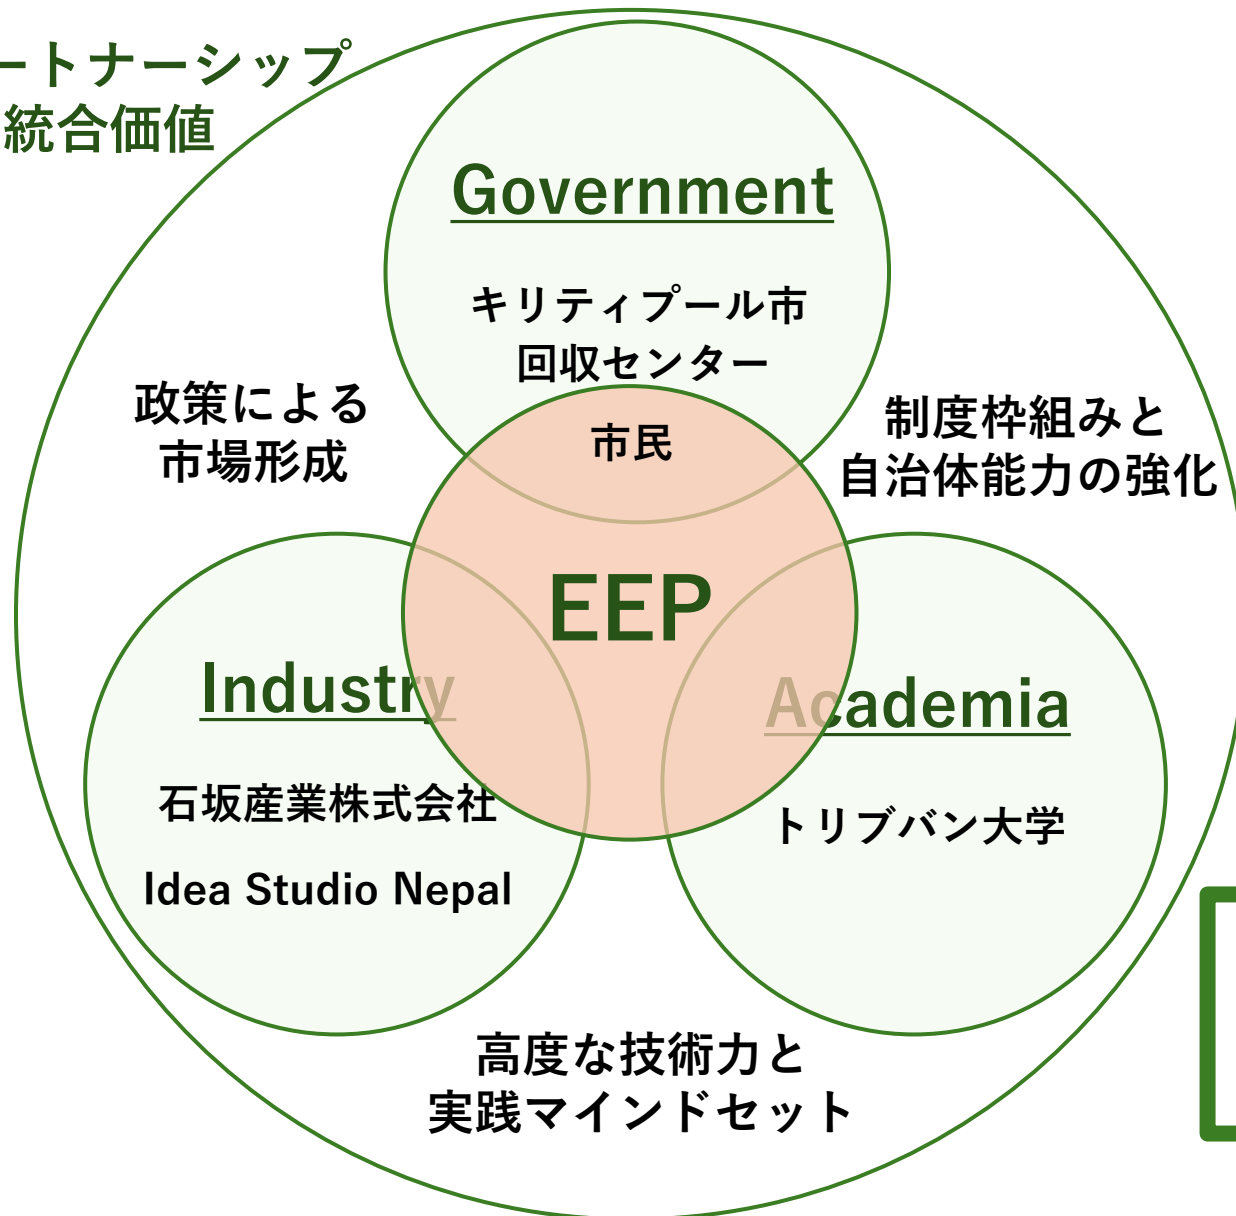 ートナーシップ
統合価値
Government
キリティプール市
回収センター
市民
政策による
市場形成
制度枠組みと
自治体能力の強化
EEP
Industry
石坂産業株式会社
Idea Studio Nepal
Academia
トリブバン大学
高度な技術力と
実践マインドセット